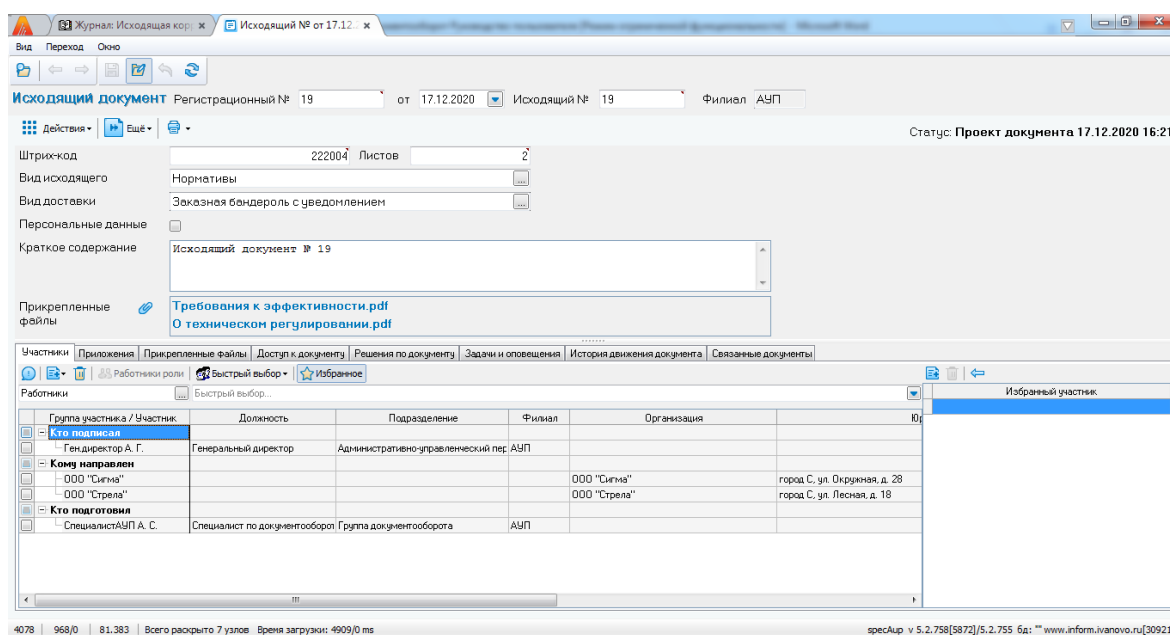 Журнал: Исходящая корр
Исходящий № от 17.12.2
Вид Переход Окно
Исходящий документ Регистрационный № 19 от 17.12.2020 Исходящий № 19 Филиал АУП
Действия Ещё
Статус: Проект документа 17.12.2020 16:21
Штрих-код 222004 Листов 2
Вид исходящего Нормативы ...
Вид доставки Заказная бандероль с уведомлением ...
Персональные данные
Краткое содержание Исходящий документ № 19
Прикрепленные файлы
Требования к эффективности.pdf
О техническом регулировании.pdf
Участники Приложения Прикрепленные файлы Доступ к документу Решения по документу Задачи и оповещения История движения документа Связанные документы
Работники роли Быстрый выбор Избранное
Работники ... Быстрый выбор...
Избранный участник
Группа участника / Участник Должность Подразделение Филиал Организация Юр
Кто подписал
Ген.директор А. Г. Генеральный директор Административно-управленческий пер АУП
Кому направлен
ООО "Сигма" ООО "Сигма" город С, ул. Окружная, д. 28
ООО "Стрела" ООО "Стрела" город С, ул. Лесная, д. 18
Кто подготовил
СпециалистАУП А. С. Специалист по документооборот Группа документооборота АУП
4078 968/0 81.383 Всего раскрыто 7 узлов Время загрузки: 4909/0 ms
specAup v 5.2.758[5872]/5.2.755 бд: "" www.inform.ivanovo.ru[30921